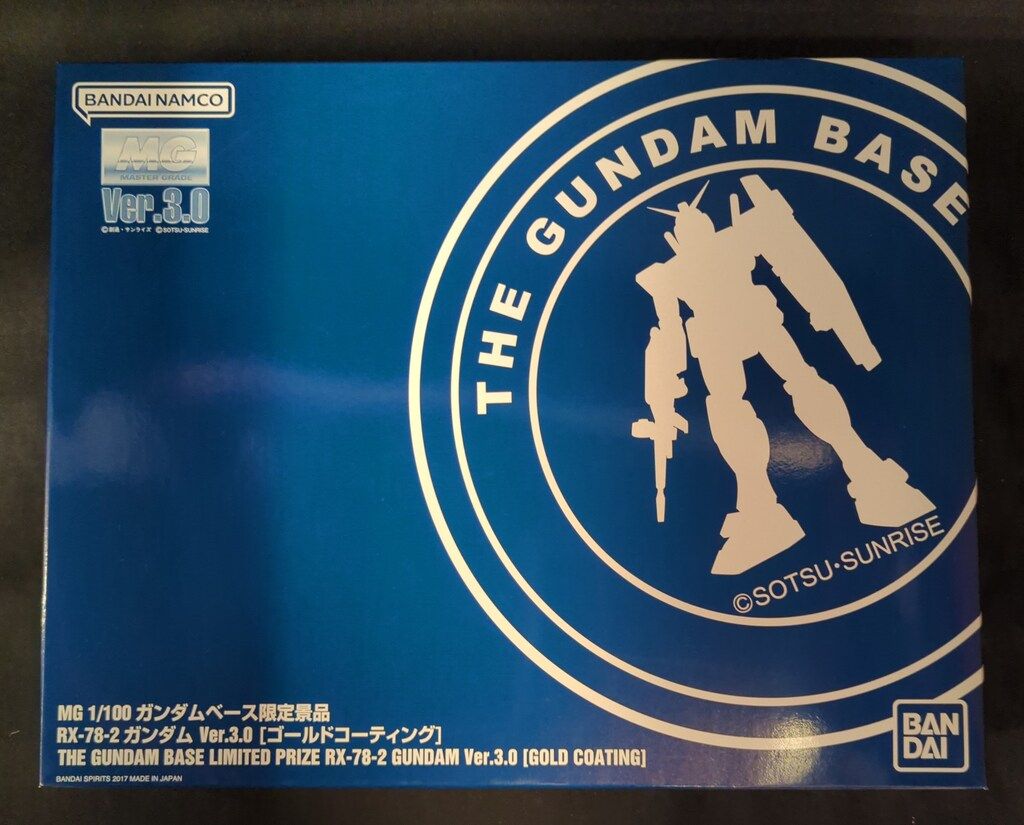 BANDAI NAMCO
MG
MASTER GRADE
Ver.3.0
©創通・サンライズ ©SOTSU・SUNRISE
THE GUNDAM BASE
©SOTSU・SUNRISE
MG 1/100 ガンダムベース限定景品
RX-78-2 ガンダム Ver.3.0 [ゴールドコーティング]
THE GUNDAM BASE LIMITED PRIZE RX-78-2 GUNDAM Ver.3.0 [GOLD COATING]
BANDAI SPIRITS 2017 MADE IN JAPAN
BAN
DAI